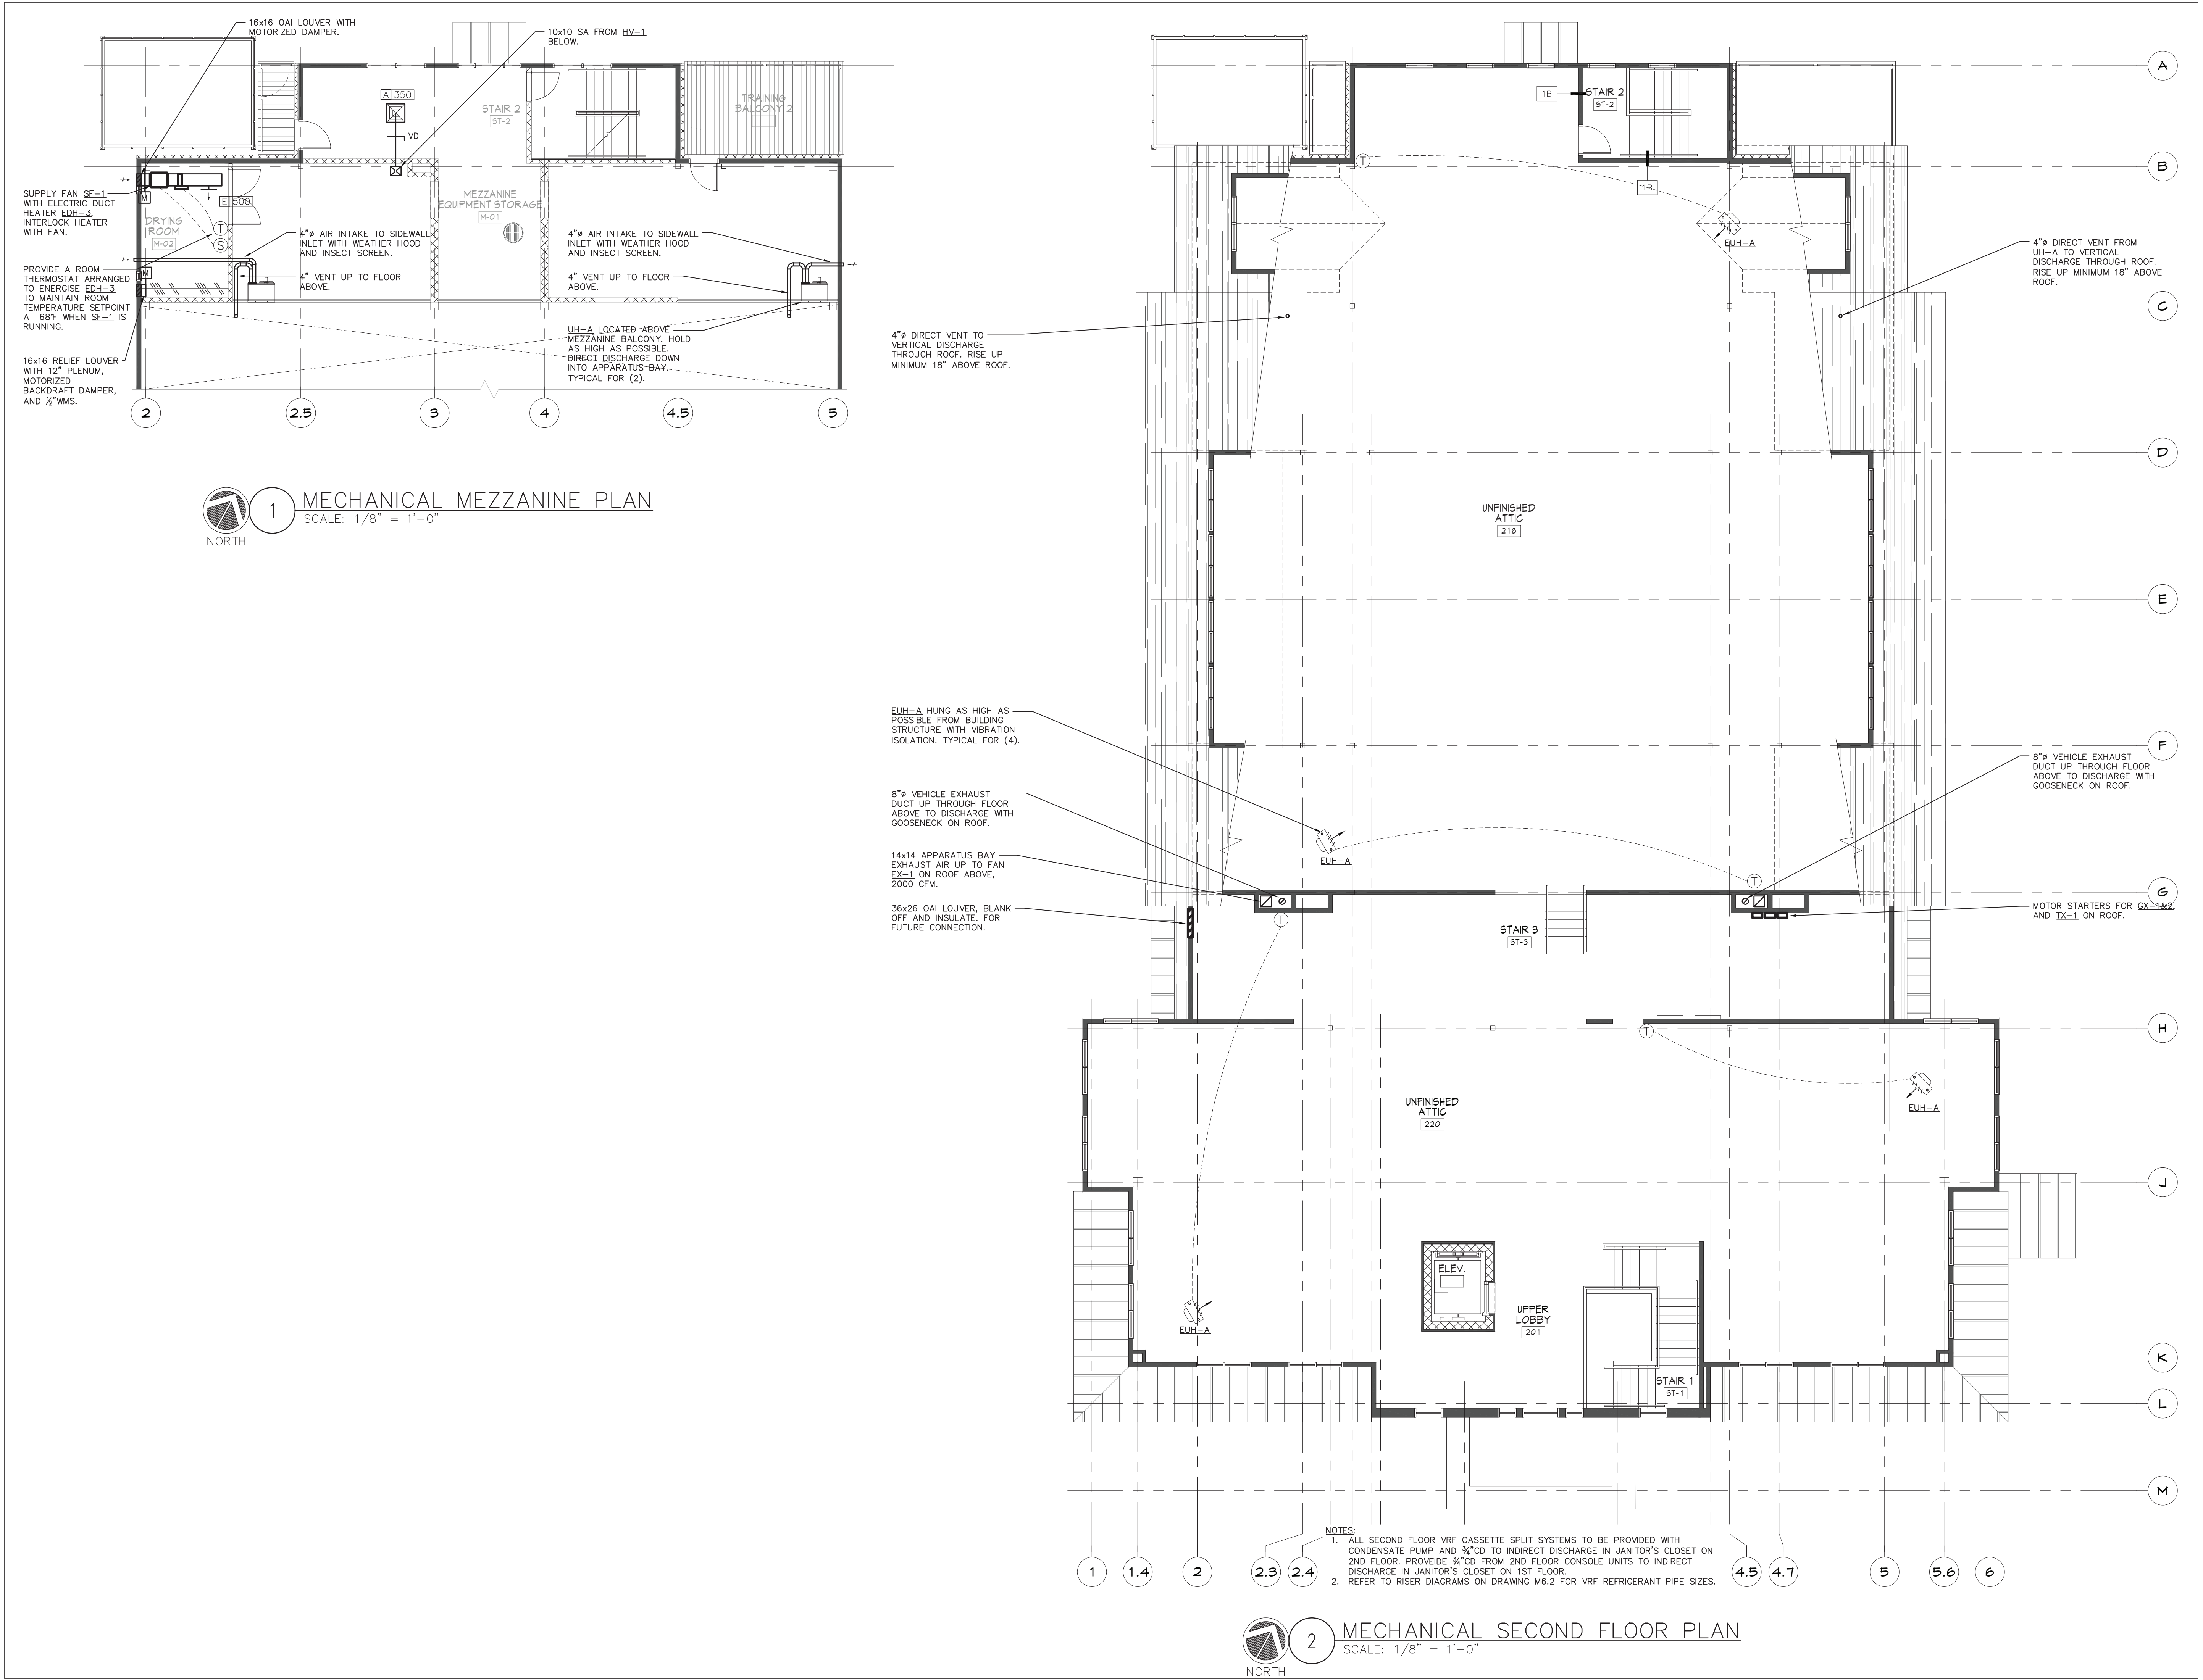 16x16 OAI LOUVER WITH
MOTORIZED DAMPER.
10x10 SA FROM HV-1
BELOW.
A 350
VD
STAIR 2
ST-2
TRAINING
BALCONY 2
SUPPLY FAN SF-1
WITH ELECTRIC DUCT
HEATER EDH-3.
INTERLOCK HEATER
WITH FAN.
M
E 500
DRYING
ROOM
M-02
T
S
MEZZANINE
EQUIPMENT STORAGE
M-01
4"ø AIR INTAKE TO SIDEWALL
INLET WITH WEATHER HOOD
AND INSECT SCREEN.
4"ø AIR INTAKE TO SIDEWALL
INLET WITH WEATHER HOOD
AND INSECT SCREEN.
PROVIDE A ROOM
THERMOSTAT ARRANGED
TO ENERGISE EDH-3
TO MAINTAIN ROOM
TEMPERATURE SETPOINT
AT 68°F WHEN SF-1 IS
RUNNING.
M
4" VENT UP TO FLOOR
ABOVE.
4" VENT UP TO FLOOR
ABOVE.
UH-A LOCATED ABOVE
MEZZANINE BALCONY. HOLD
AS HIGH AS POSSIBLE.
DIRECT DISCHARGE DOWN
INTO APPARATUS BAY.
TYPICAL FOR (2).
16x16 RELIEF LOUVER
WITH 12" PLENUM,
MOTORIZED
BACKDRAFT DAMPER,
AND ½"WMS.
2
2.5
3
4
4.5
5
NORTH
1
MECHANICAL MEZZANINE PLAN
SCALE: 1/8" = 1'-0"
A
1B
STAIR 2
ST-2
B
T
1B
EUH-A
4"ø DIRECT VENT FROM
UH-A TO VERTICAL
DISCHARGE THROUGH ROOF.
RISE UP MINIMUM 18" ABOVE
ROOF.
C
4"ø DIRECT VENT TO
VERTICAL DISCHARGE
THROUGH ROOF. RISE UP
MINIMUM 18" ABOVE ROOF.
D
UNFINISHED
ATTIC
218
E
EUH-A HUNG AS HIGH AS
POSSIBLE FROM BUILDING
STRUCTURE WITH VIBRATION
ISOLATION. TYPICAL FOR (4).
F
8"ø VEHICLE EXHAUST
DUCT UP THROUGH FLOOR
ABOVE TO DISCHARGE WITH
GOOSENECK ON ROOF.
8"ø VEHICLE EXHAUST
DUCT UP THROUGH FLOOR
ABOVE TO DISCHARGE WITH
GOOSENECK ON ROOF.
EUH-A
14x14 APPARATUS BAY
EXHAUST AIR UP TO FAN
EX-1 ON ROOF ABOVE,
2000 CFM.
T
G
36x26 OAI LOUVER, BLANK
OFF AND INSULATE. FOR
FUTURE CONNECTION.
T
MOTOR STARTERS FOR GX-1&2,
AND TX-1 ON ROOF.
STAIR 3
ST-3
H
T
EUH-A
UNFINISHED
ATTIC
220
J
ELEV.
EUH-A
UPPER
LOBBY
201
K
STAIR 1
ST-1
L
M
NOTES:
1. ALL SECOND FLOOR VRF CASSETTE SPLIT SYSTEMS TO BE PROVIDED WITH
CONDENSATE PUMP AND ¾"CD TO INDIRECT DISCHARGE IN JANITOR'S CLOSET ON
2ND FLOOR. PROVEIDE ¾"CD FROM 2ND FLOOR CONSOLE UNITS TO INDIRECT
DISCHARGE IN JANITOR'S CLOSET ON 1ST FLOOR.
2. REFER TO RISER DIAGRAMS ON DRAWING M6.2 FOR VRF REFRIGERANT PIPE SIZES.
1
1.4
2
2.3
2.4
4.5
4.7
5
5.6
6
NORTH
2
MECHANICAL SECOND FLOOR PLAN
SCALE: 1/8" = 1'-0"